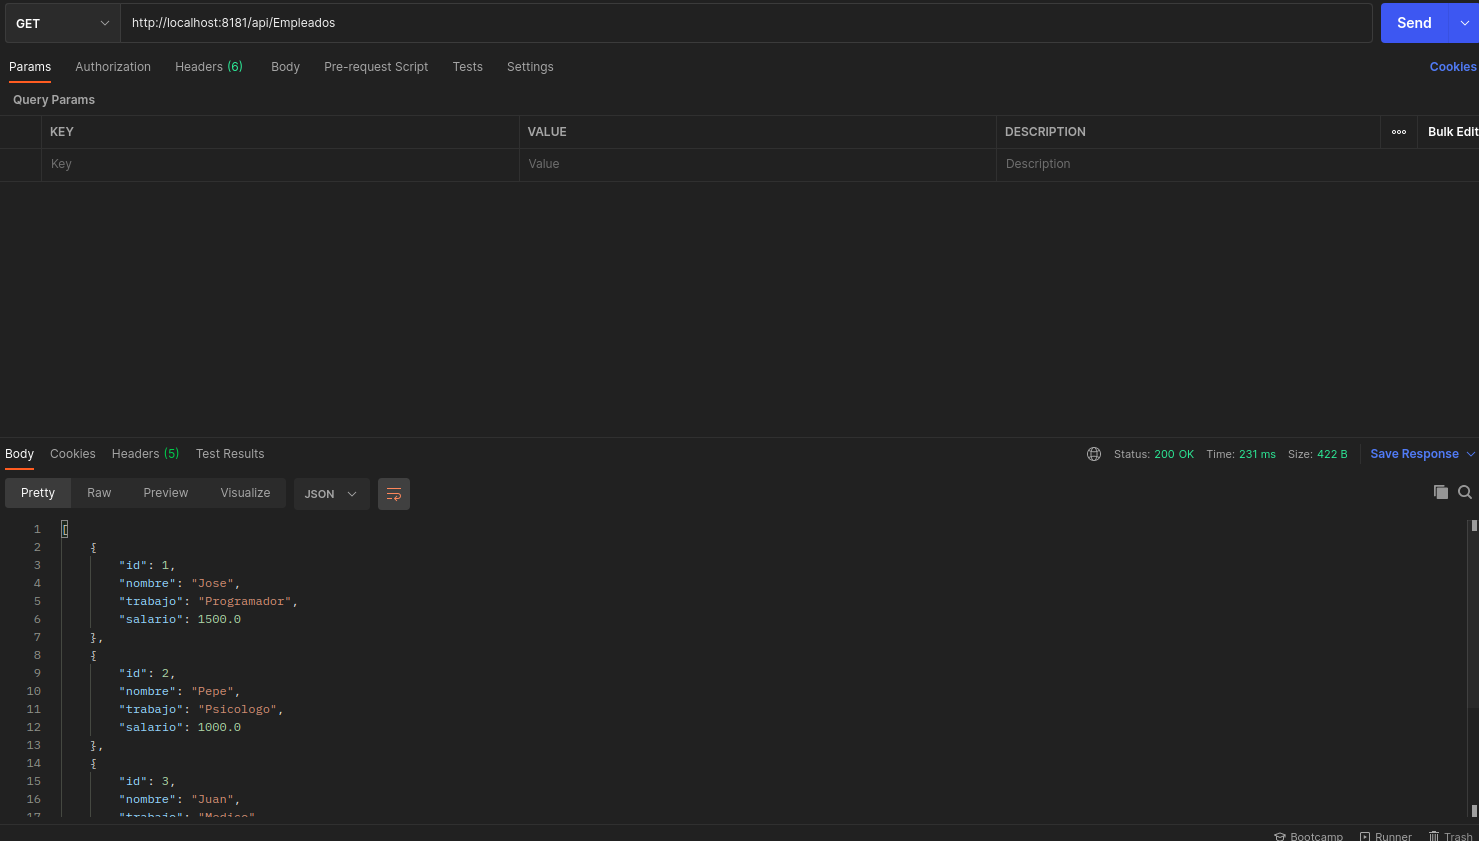 GET http://localhost:8181/api/Empleados Send
Params Authorization Headers (6) Body Pre-request Script Tests Settings Cookies
Query Params
KEY VALUE DESCRIPTION ooo Bulk Edit
Key Value Description
Body Cookies Headers (5) Test Results Status: 200 OK Time: 231 ms Size: 422 B Save Response
Pretty Raw Preview Visualize JSON
1 [
2 {
3 "id": 1,
4 "nombre": "Jose",
5 "trabajo": "Programador",
6 "salario": 1500.0
7 },
8 {
9 "id": 2,
10 "nombre": "Pepe",
11 "trabajo": "Psicologo",
12 "salario": 1000.0
13 },
14 {
15 "id": 3,
16 "nombre": "Juan",
17 "trabajo": "Medico"
Bootcamp Runner Trash